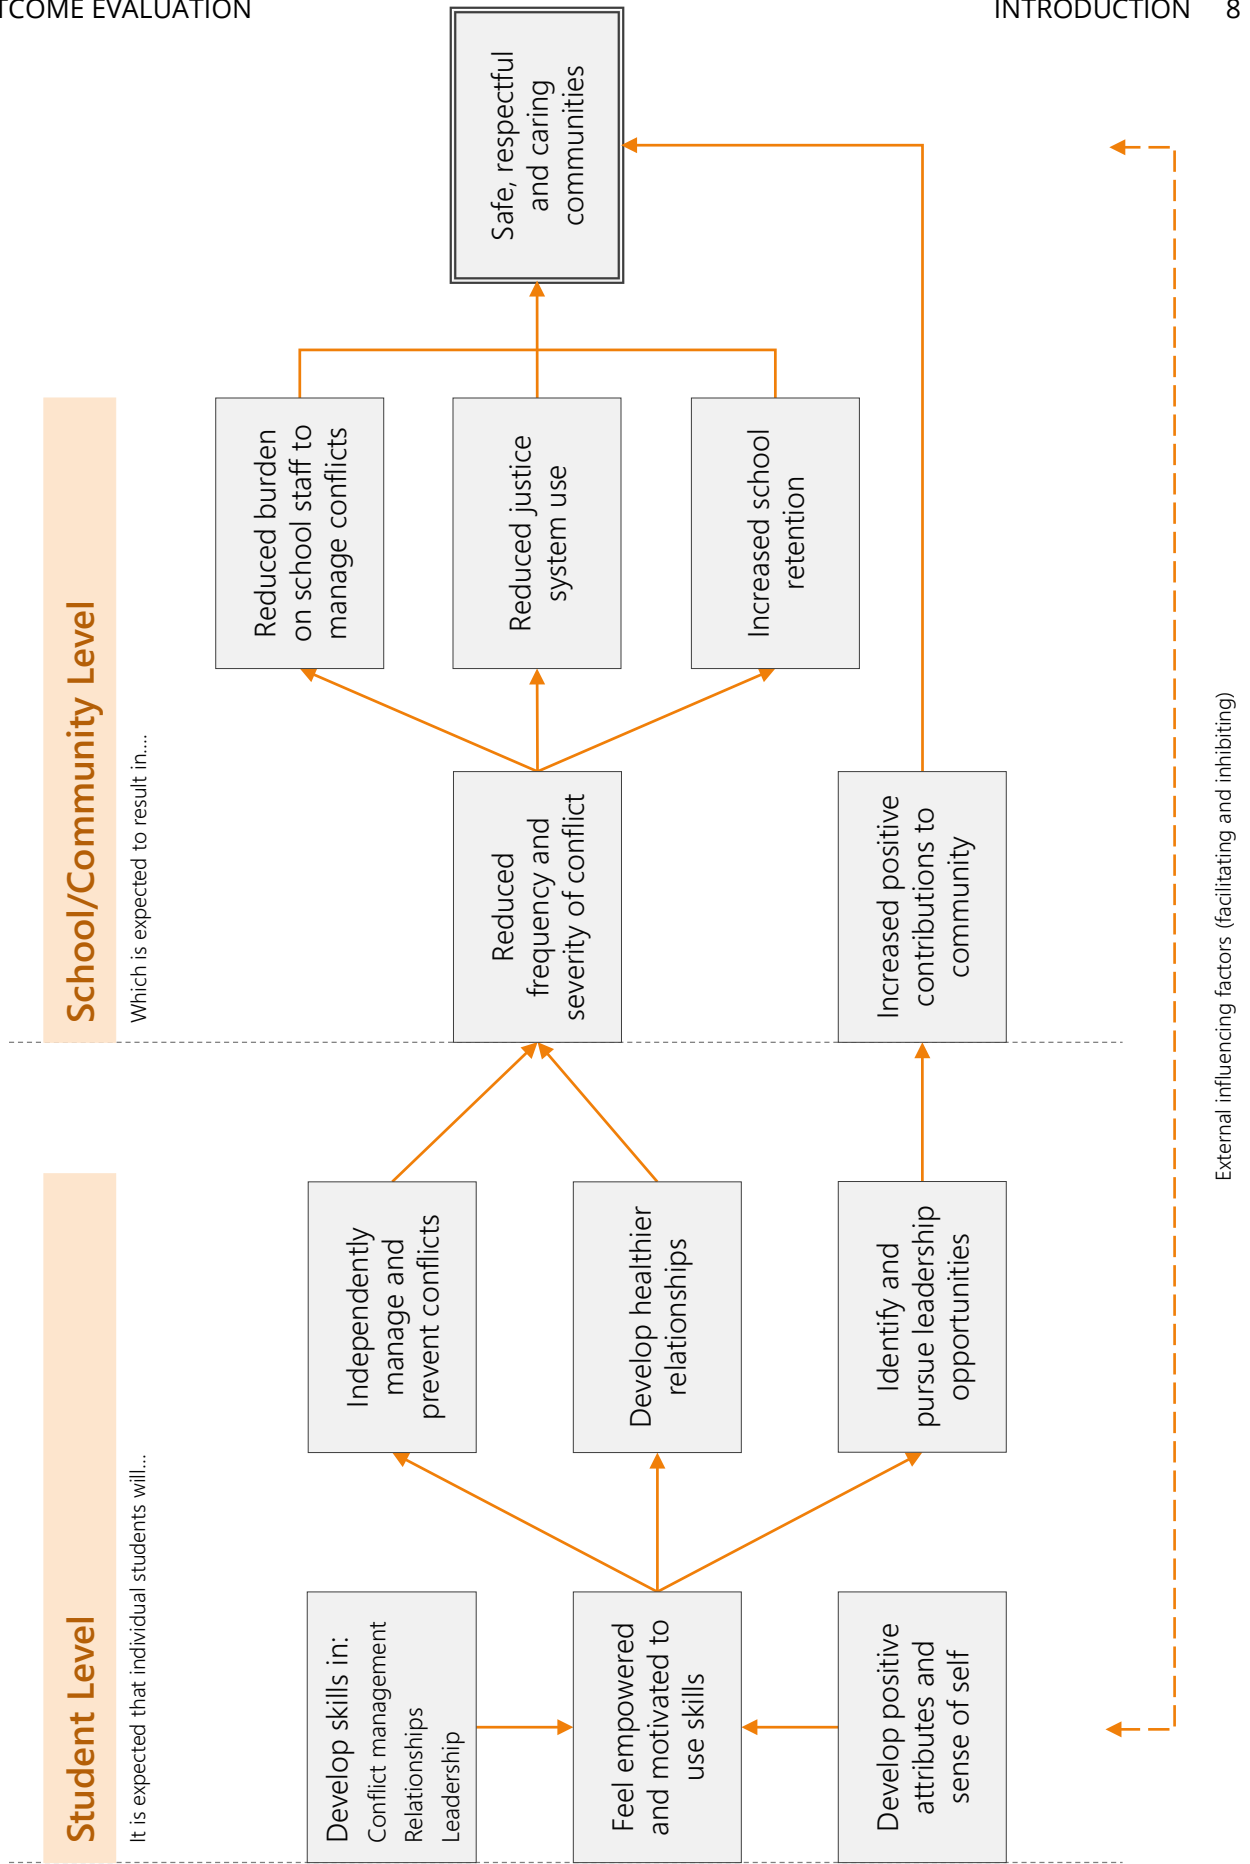 TCOME EVALUATION
INTRODUCTION 8
Student Level
It is expected that individual students will...
Develop skills in:
Conflict management
Relationships
Leadership
Feel empowered
and motivated to
use skills
Develop positive
attributes and
sense of self
Independently
manage and
prevent conflicts
Develop healthier
relationships
Identify and
pursue leadership
opportunities
School/Community Level
Which is expected to result in....
Reduced
frequency and
severity of conflict
Increased positive
contributions to
community
Reduced burden
on school staff to
manage conflicts
Reduced justice
system use
Increased school
retention
Safe, respectful
and caring
communities
External influencing factors (facilitating and inhibiting)